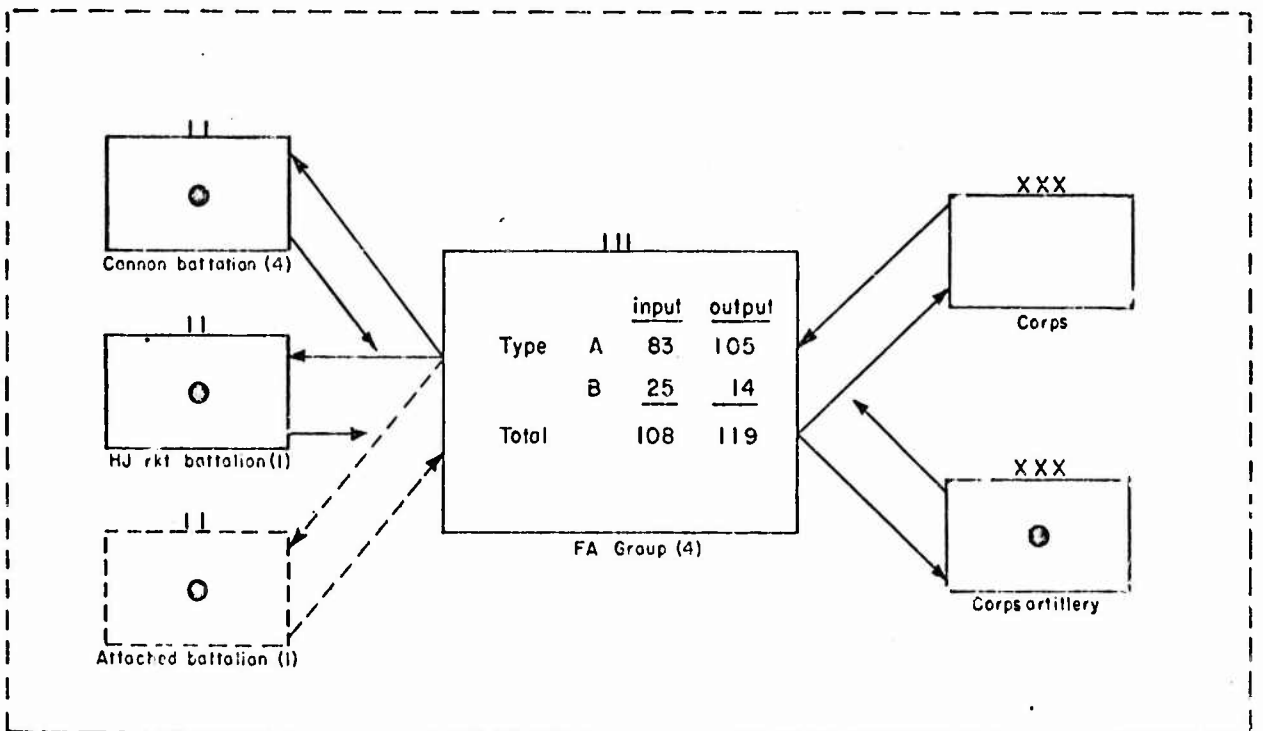 II
Cannon battalion (4)
II
HJ rkt battalion (1)
II
Attached battalion (1)
III
input output
Type A 83 105
B 25 14
Total 108 119
FA Group (4)
XXX
Corps
XXX
Corps artillery